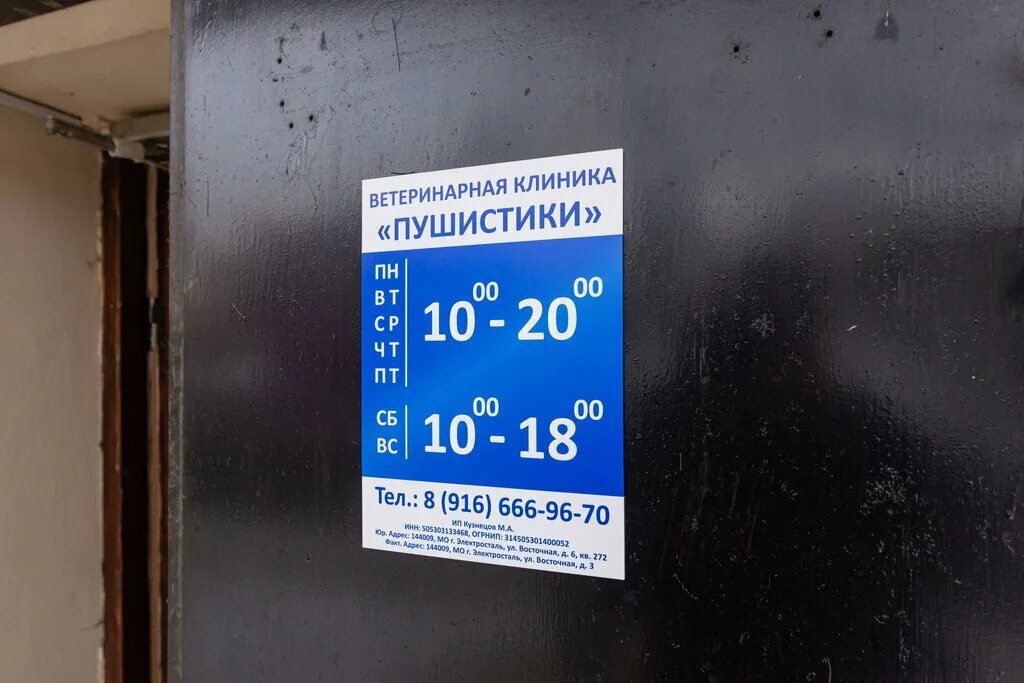 ВЕТЕРИНАРНАЯ КЛИНИКА
«ПУШИСТИКИ»
ПН
ВТ
СР
ЧТ
ПТ
10⁰⁰ - 20⁰⁰
СБ
ВС
10⁰⁰ - 18⁰⁰
Тел.: 8 (916) 666-96-70
ИП Кузнецов М.А.
ИНН: 505303133468, ОГРНИП: 314505301400052
Юр. Адрес: 144009, МО г. Электросталь, ул. Восточная, д. 6, кв. 272
Факт. Адрес: 144009, МО г. Электросталь, ул. Восточная, д. 3